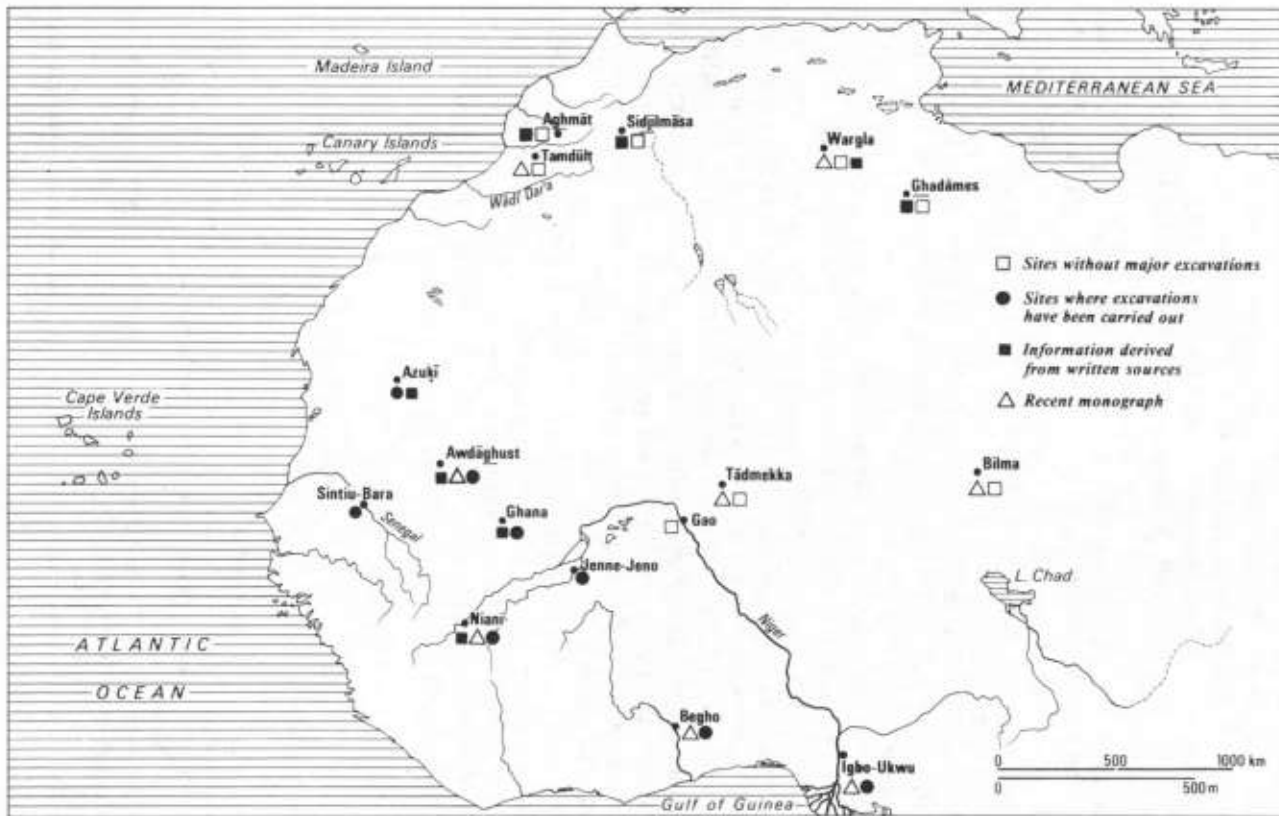 Madeira Island
MEDITERRANEAN SEA
Aghmāt
Sidjilmāsa
Canary Islands
Wargla
Tamdūlt
Ghadāmes
Wādī Dar'a
Sites without major excavations
Sites where excavations
have been carried out
Information derived
from written sources
Recent monograph
Azuḳī
Cape Verde
Islands
Awdāghust
Tādmekka
Bilma
Sintiu-Bara
Ghana
Senegal
Gao
Jenne-Jeno
L. Chad
Niani
Niger
ATLANTIC
OCEAN
Begho
Igbo-Ukwu
0 500 1000 km
0 500 m
Gulf of Guinea